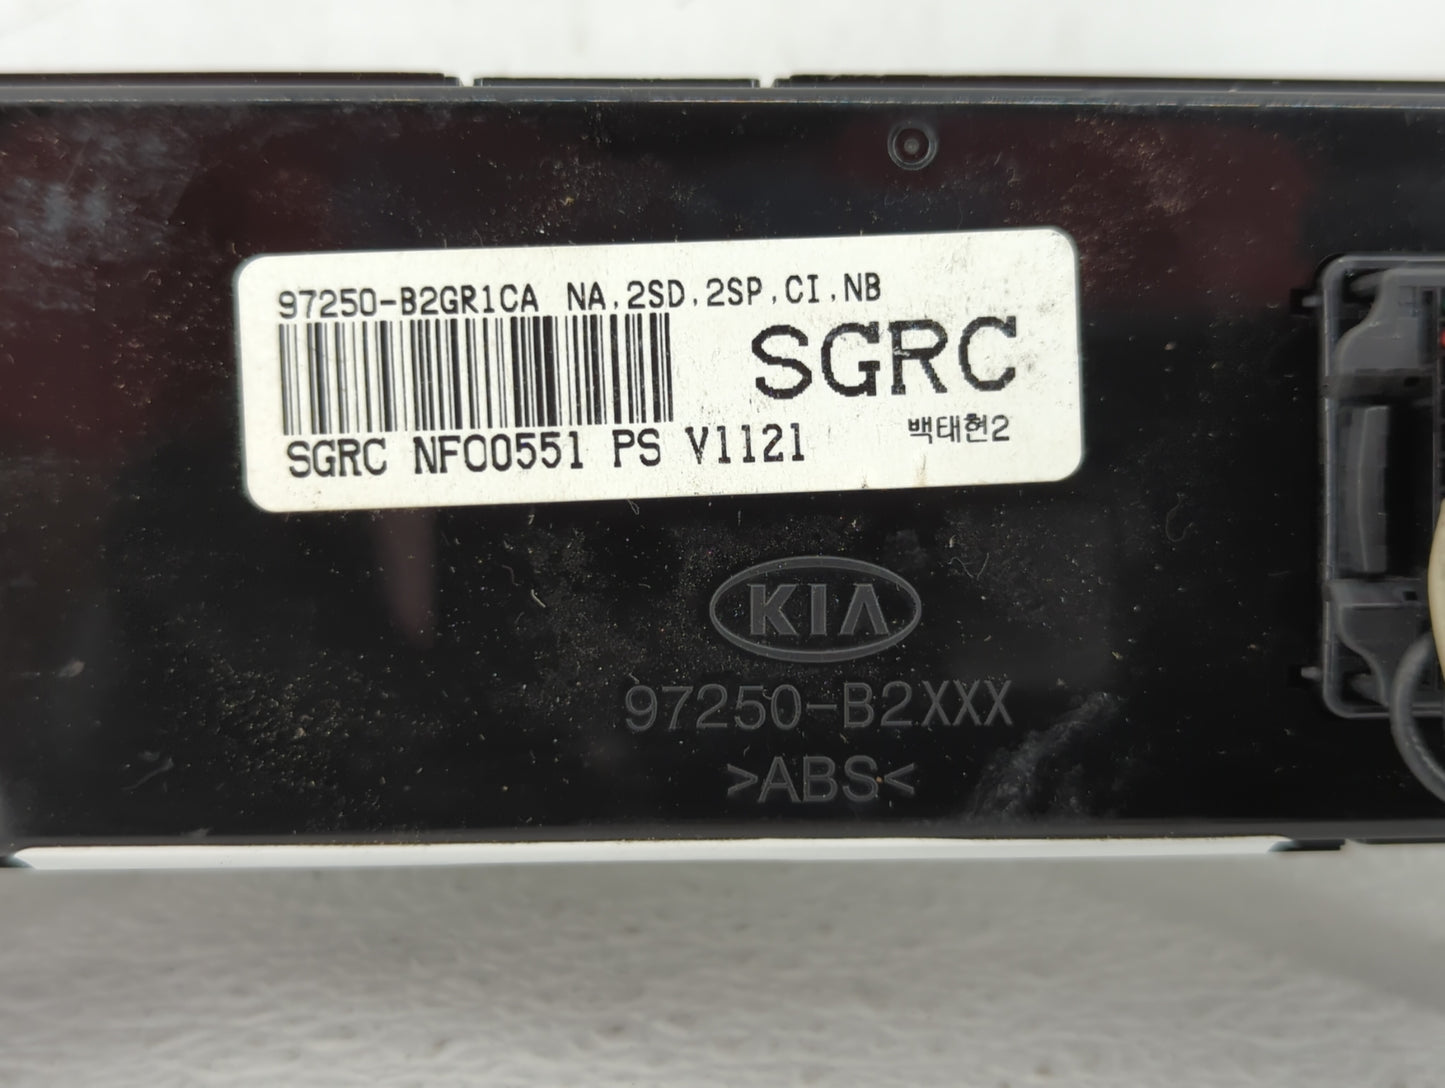 97250-B2GR1CA NA.2SD.2SP.CI.NB
SGRC
SGRC NF00551 PS V1121
백태현2
KIA
97250-B2XXX
>ABS<